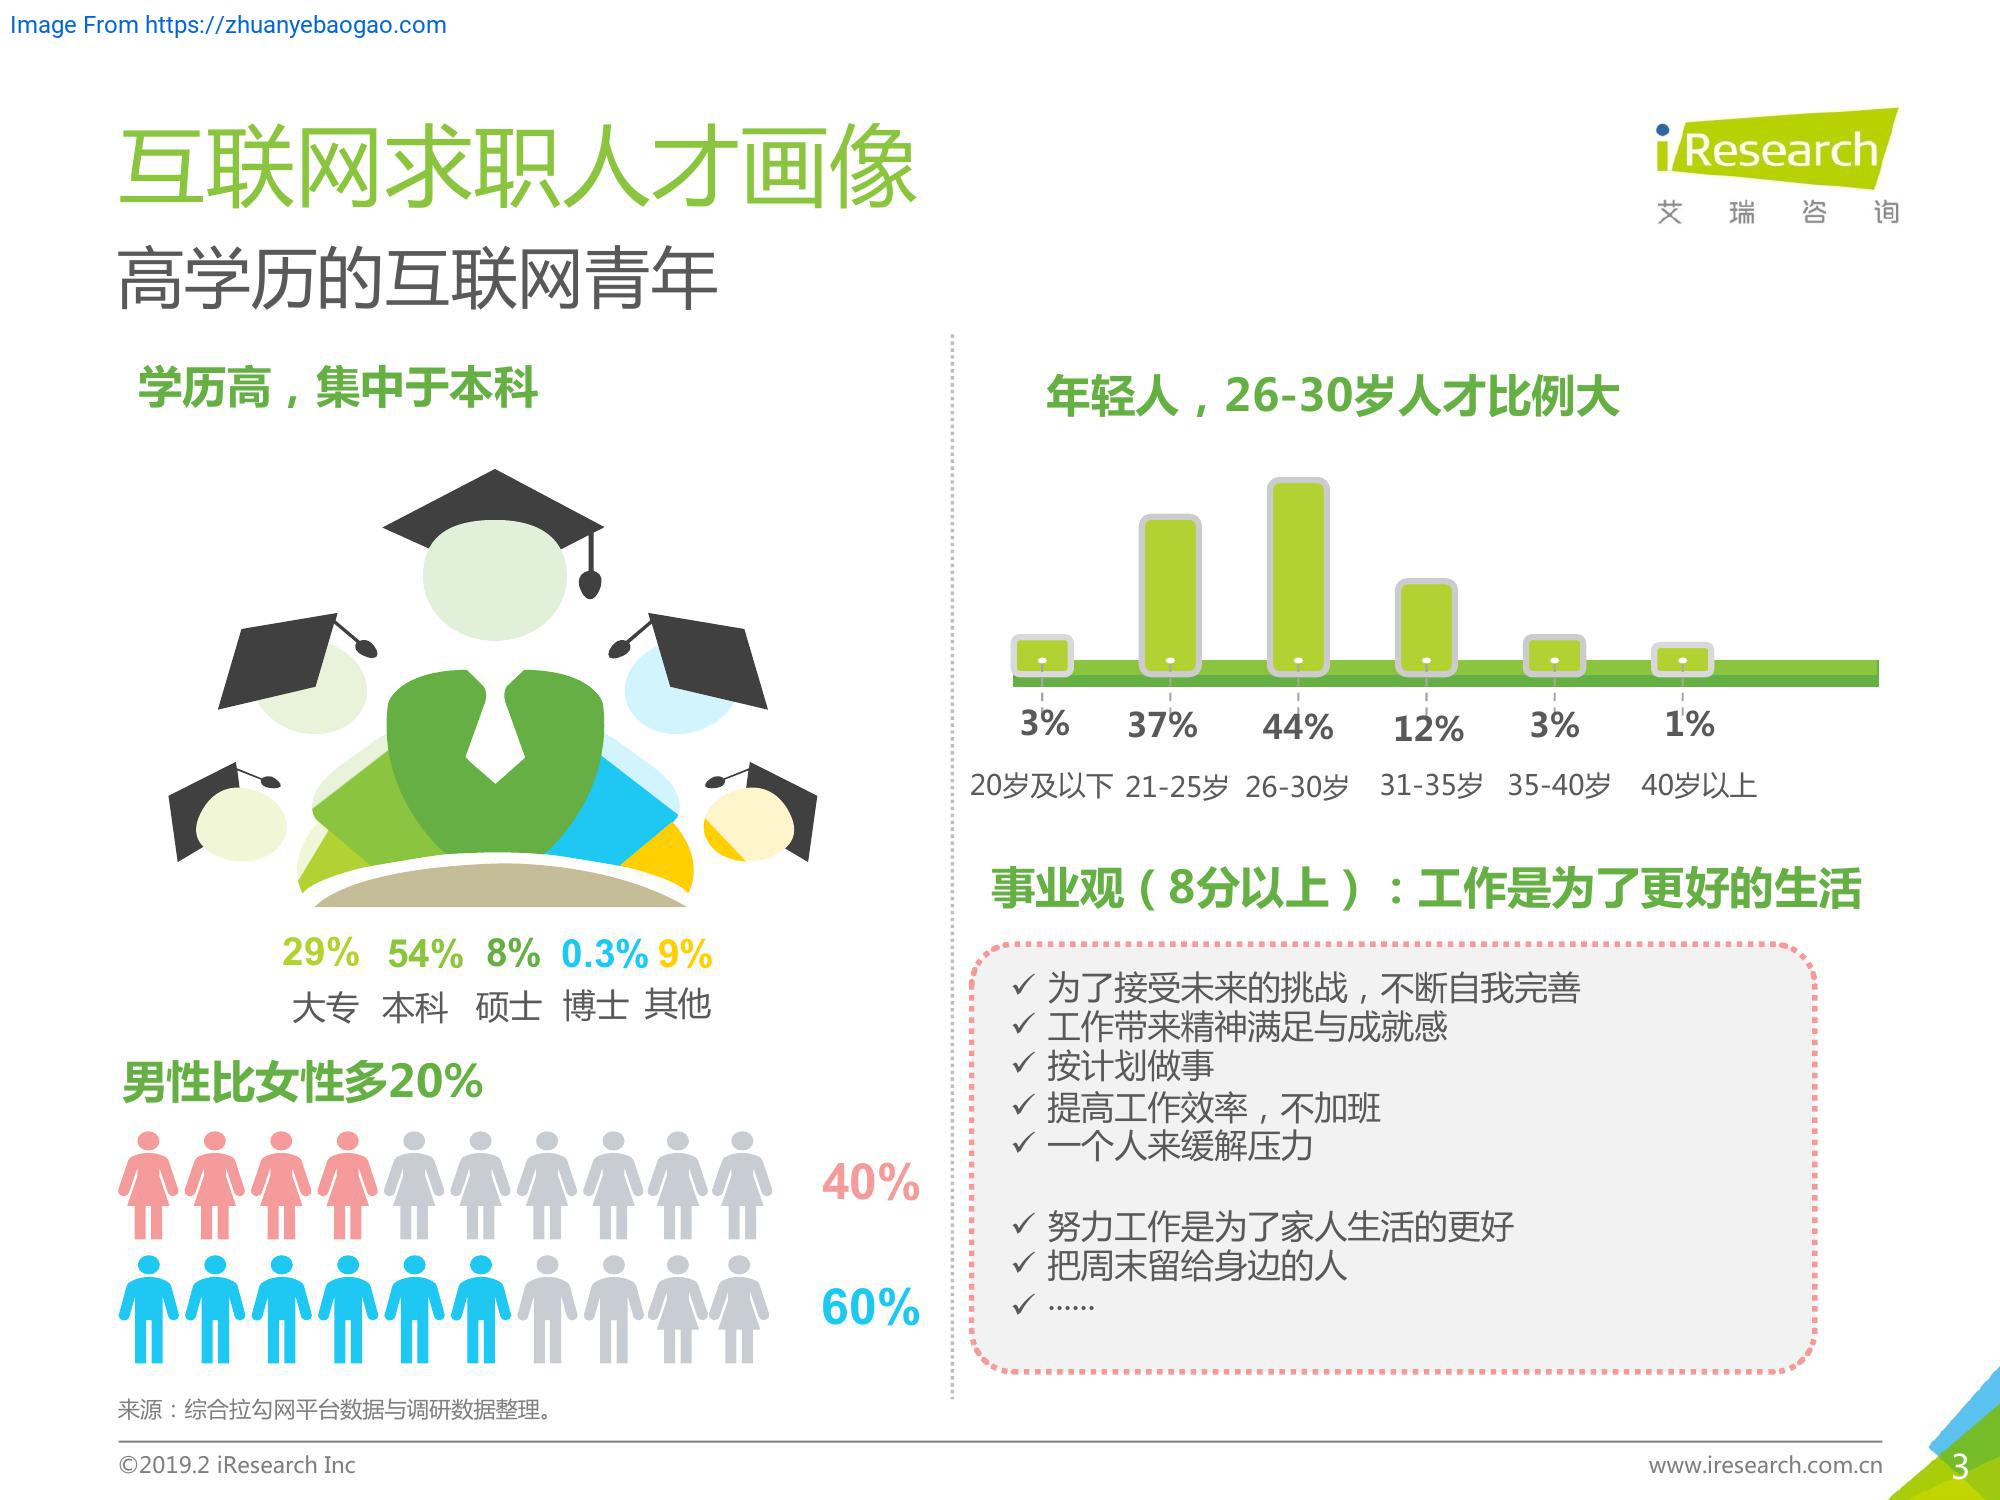 Image From https://zhuanyebaogao.com
互联网求职人才画像
iResearch
艾瑞咨询
高学历的互联网青年
学历高，集中于本科
29% 54% 8% 0.3% 9%
大专 本科 硕士 博士 其他
男性比女性多20%
40%
60%
年轻人，26-30岁人才比例大
3% 37% 44% 12% 3% 1%
20岁及以下 21-25岁 26-30岁 31-35岁 35-40岁 40岁以上
事业观（8分以上）：工作是为了更好的生活
✓ 为了接受未来的挑战，不断自我完善
✓ 工作带来精神满足与成就感
✓ 按计划做事
✓ 提高工作效率，不加班
✓ 一个人来缓解压力
✓ 努力工作是为了家人生活的更好
✓ 把周末留给身边的人
✓ ……
来源：综合拉勾网平台数据与调研数据整理。
©2019.2 iResearch Inc
www.iresearch.com.cn
3